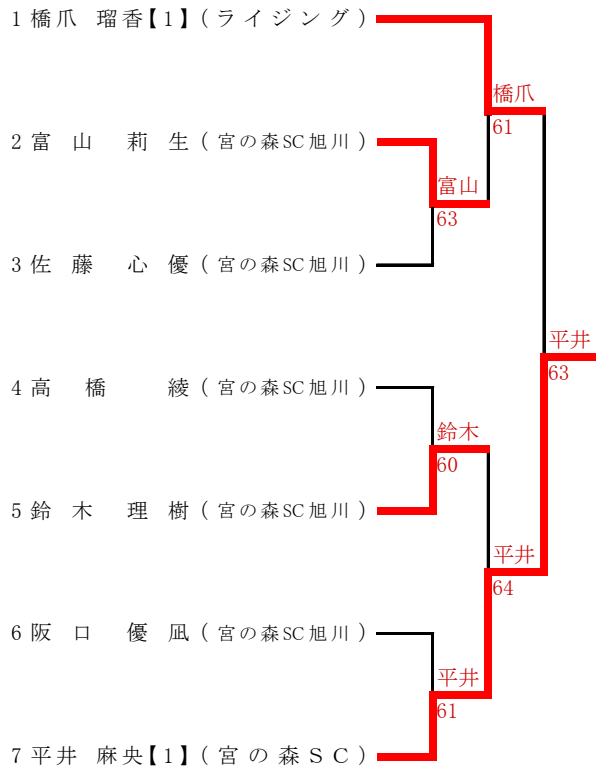 1 橋爪 瑠香【1】(ライジング)
橋爪
61
2 富山 莉生(宮の森SC旭川)
富山
63
3 佐藤 心優(宮の森SC旭川)
平井
63
4 高橋 綾(宮の森SC旭川)
鈴木
60
5 鈴木 理樹(宮の森SC旭川)
平井
64
6 阪口 優凪(宮の森SC旭川)
平井
61
7 平井 麻央【1】(宮の森SC)